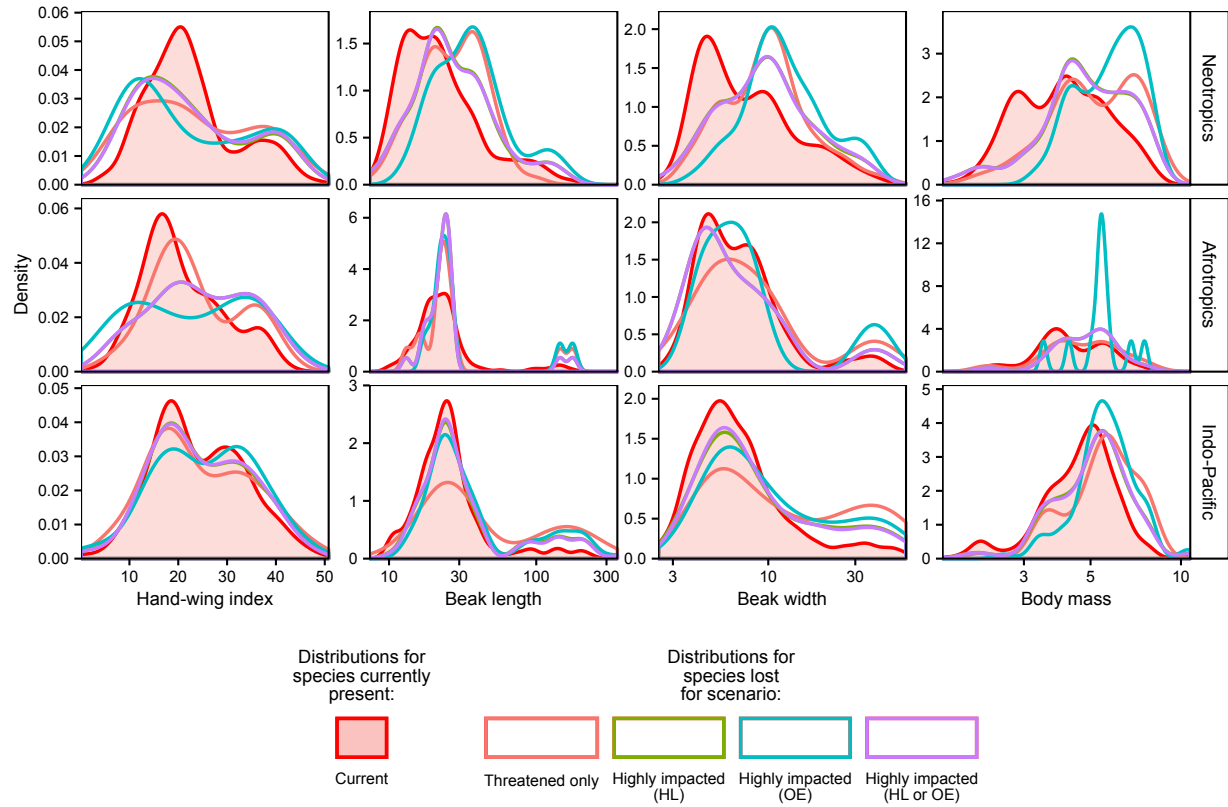 0.06
0.05
0.04
0.03
0.02
0.01
0.00
1.5
1.0
0.5
0.0
2.0
1.5
1.0
0.5
0.0
3
2
1
0
Neotropics
0.06
0.04
0.02
0.00
6
4
2
0
2.0
1.5
1.0
0.5
0.0
16
12
8
4
0
Afrotropics
Density
0.05
0.04
0.03
0.02
0.01
0.00
3
2
1
0
2.0
1.5
1.0
0.5
0.0
5
4
3
2
1
0
Indo-Pacific
10 20 30 40 50
10 30 100 300
3 10 30
3 5 10
Hand-wing index
Beak length
Beak width
Body mass
Distributions for
species currently
present:
Distributions for
species lost
for scenario:
Current
Threatened only
Highly impacted
(HL)
Highly impacted
(OE)
Highly impacted
(HL or OE)